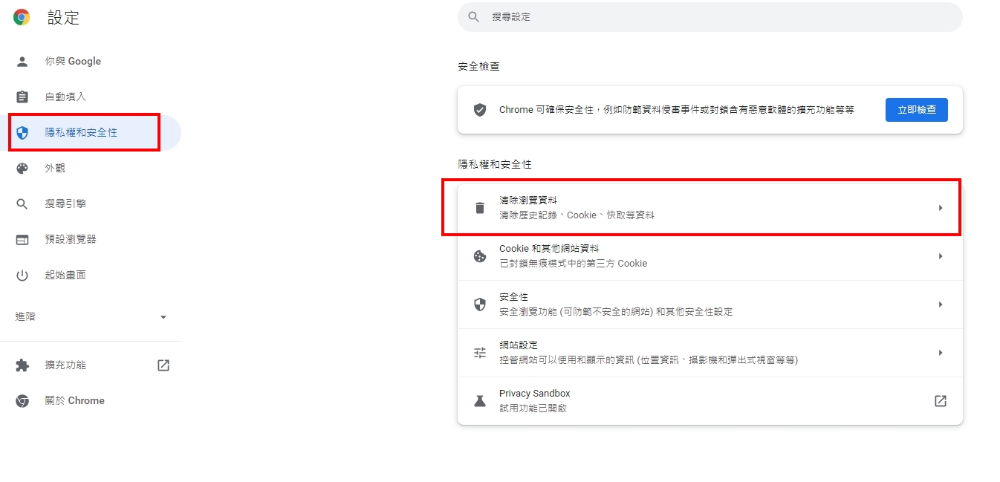 設定
搜尋設定
你與 Google
自動填入
隱私權和安全性
外觀
搜尋引擎
預設瀏覽器
起始畫面
進階
擴充功能
關於 Chrome
安全檢查
Chrome 可確保安全性，例如防範資料侵害事件或封鎖含有惡意軟體的擴充功能等等
立即檢查
隱私權和安全性
清除瀏覽資料
清除歷史記錄、Cookie、快取等資料
Cookie 和其他網站資料
已封鎖無痕模式中的第三方 Cookie
安全性
安全瀏覽功能 (可防範不安全的網站) 和其他安全性設定
網站設定
控管網站可以使用和顯示的資訊 (位置資訊、攝影機和彈出式視窗等等)
Privacy Sandbox
試用功能已開啟